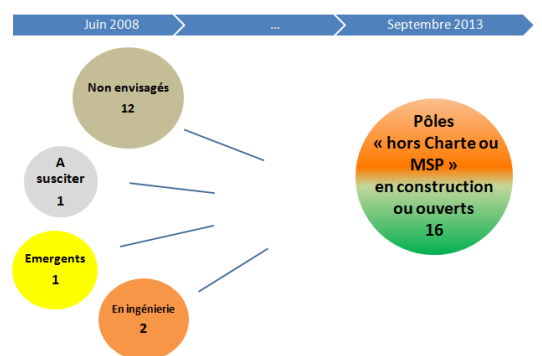 Juin 2008
...
Septembre 2013
Non envisagés
12
A
susciter
1
Emergents
1
En ingénierie
2
Pôles
« hors Charte ou
MSP »
en construction
ou ouverts
16